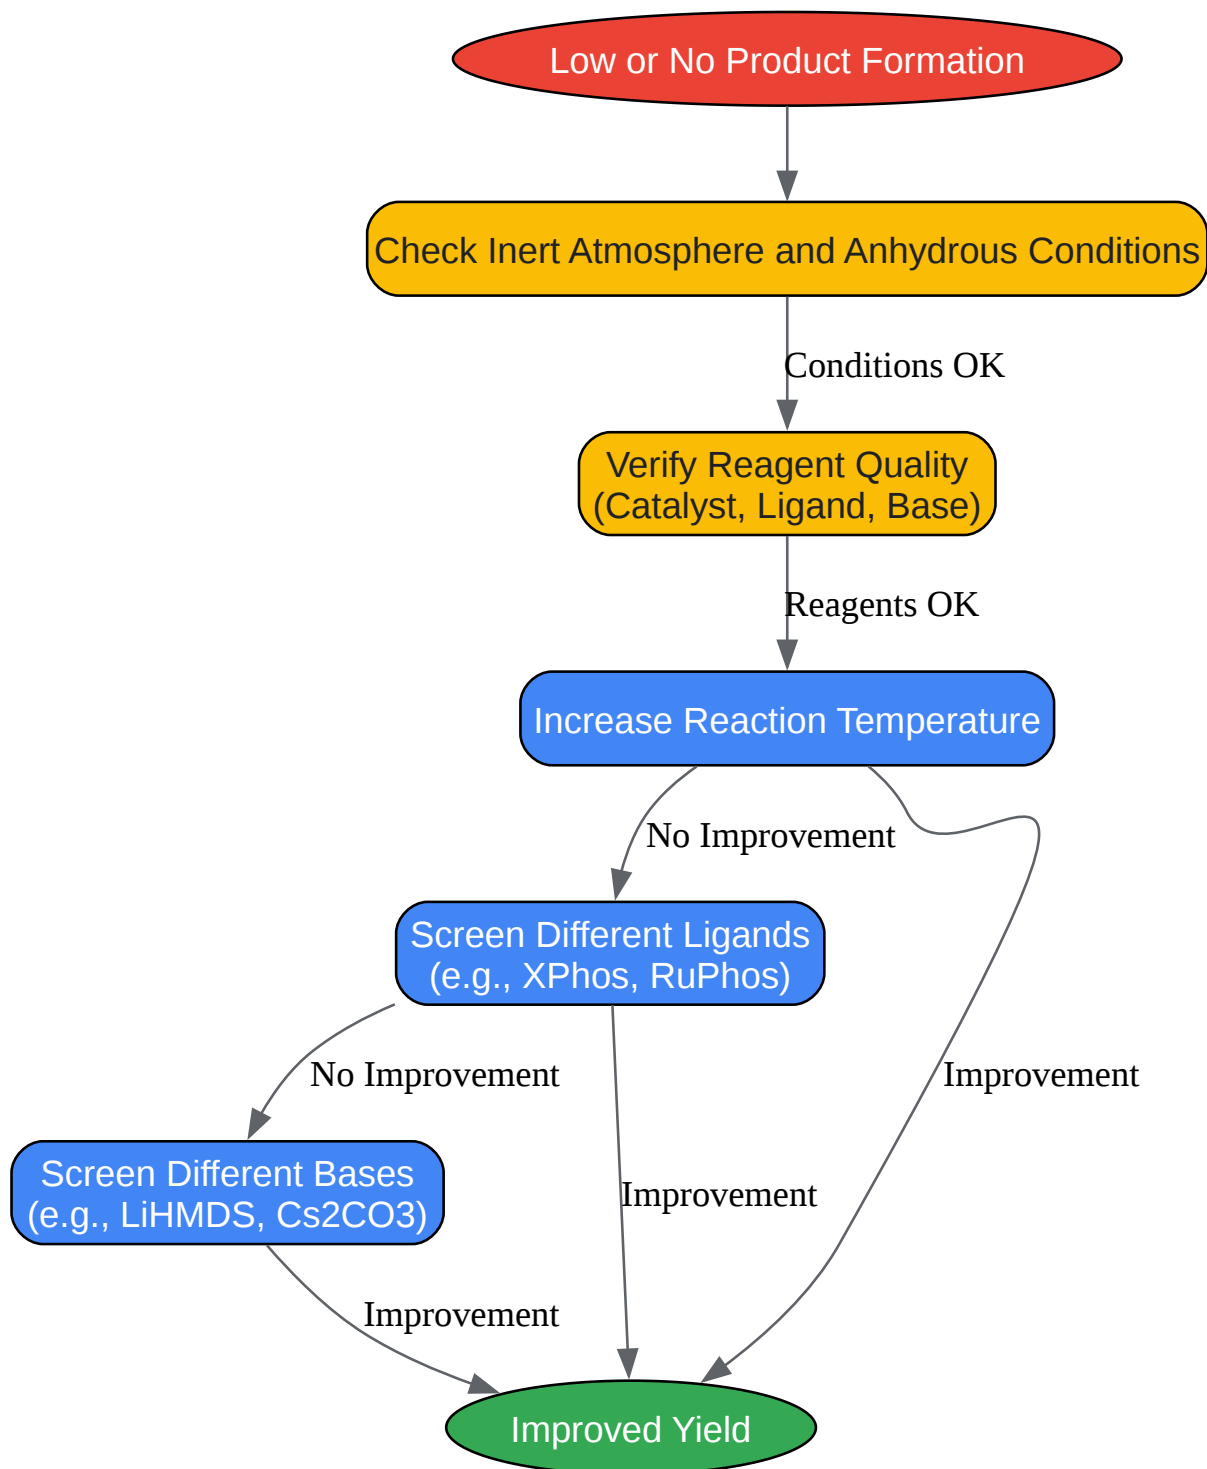 Low or No Product Formation
Check Inert Atmosphere and Anhydrous Conditions
Conditions OK
Verify Reagent Quality
(Catalyst, Ligand, Base)
Reagents OK
Increase Reaction Temperature
No Improvement
Screen Different Ligands
(e.g., XPhos, RuPhos)
No Improvement
Improvement
Screen Different Bases
(e.g., LiHMDS, Cs2CO3)
Improvement
Improvement
Improved Yield